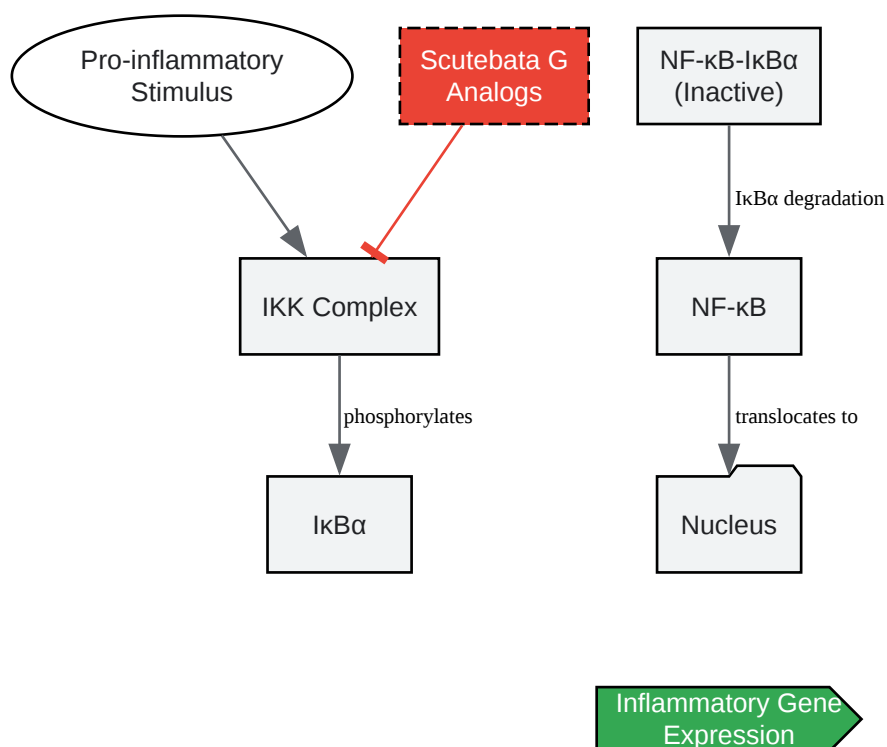 Pro-inflammatory
Stimulus
Scutebata G
Analogs
NF-κB-IκBα
(Inactive)
IκBα degradation
IKK Complex
NF-κB
phosphorylates
translocates to
IκBα
Nucleus
Inflammatory Gene
Expression